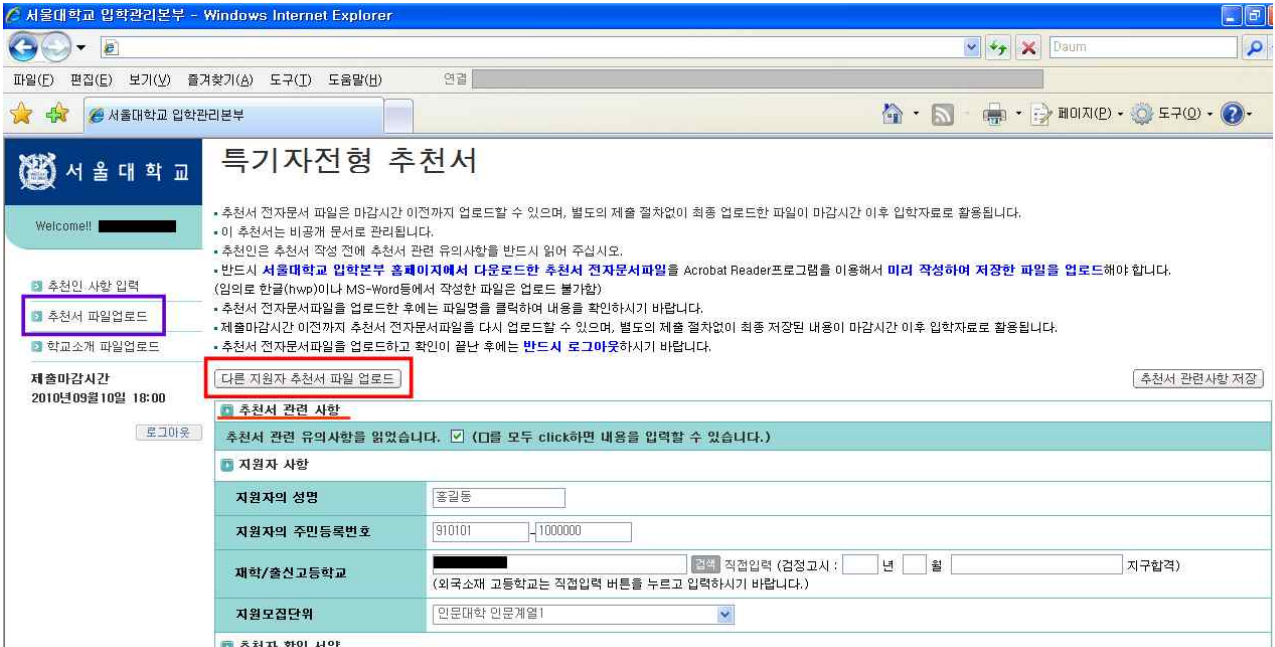 서울대학교 입학관리본부 - Windows Internet Explorer
Daum
파일(F) 편집(E) 보기(V) 즐겨찾기(A) 도구(T) 도움말(H) 연결
서울대학교 입학관리본부
페이지(P) 도구(O)
서울대학교
Welcome!!
추천인 사항 입력
추천서 파일업로드
학교소개 파일업로드
제출마감시간
2010년09월10일 18:00
로그아웃
특기자전형 추천서
• 추천서 전자문서 파일은 마감시간 이전까지 업로드할 수 있으며, 별도의 제출 절차없이 최종 업로드한 파일이 마감시간 이후 입학자료로 활용됩니다.
• 이 추천서는 비공개 문서로 관리됩니다.
• 추천인은 추천서 작성 전에 추천서 관련 유의사항을 반드시 읽어 주십시오.
• 반드시 서울대학교 입학본부 홈페이지에서 다운로드한 추천서 전자문서파일을 Acrobat Reader프로그램을 이용해서 미리 작성하여 저장한 파일을 업로드해야 합니다.
(임의로 한글(hwp)이나 MS-Word등에서 작성한 파일은 업로드 불가함)
• 추천서 전자문서파일을 업로드한 후에는 파일명을 클릭하여 내용을 확인하시기 바랍니다.
• 제출마감시간 이전까지 추천서 전자문서파일을 다시 업로드할 수 있으며, 별도의 제출 절차없이 최종 저장된 내용이 마감시간 이후 입학자료로 활용됩니다.
• 추천서 전자문서파일을 업로드하고 확인이 끝난 후에는 반드시 로그아웃하시기 바랍니다.
다른 지원자 추천서 파일 업로드 추천서 관련사항 저장
추천서 관련 사항
추천서 관련 유의사항을 읽었습니다. (□를 모두 click하면 내용을 입력할 수 있습니다.)
지원자 사항
지원자의 성명 홍길동
지원자의 주민등록번호 910101 - 1000000
재학/출신고등학교 검색 직접입력 (검정고시 : 년 월 지구합격)
(외국소재 고등학교는 직접입력 버튼을 누르고 입력하시기 바랍니다.)
지원모집단위 인문대학 인문계열1
추천자 확인 서약